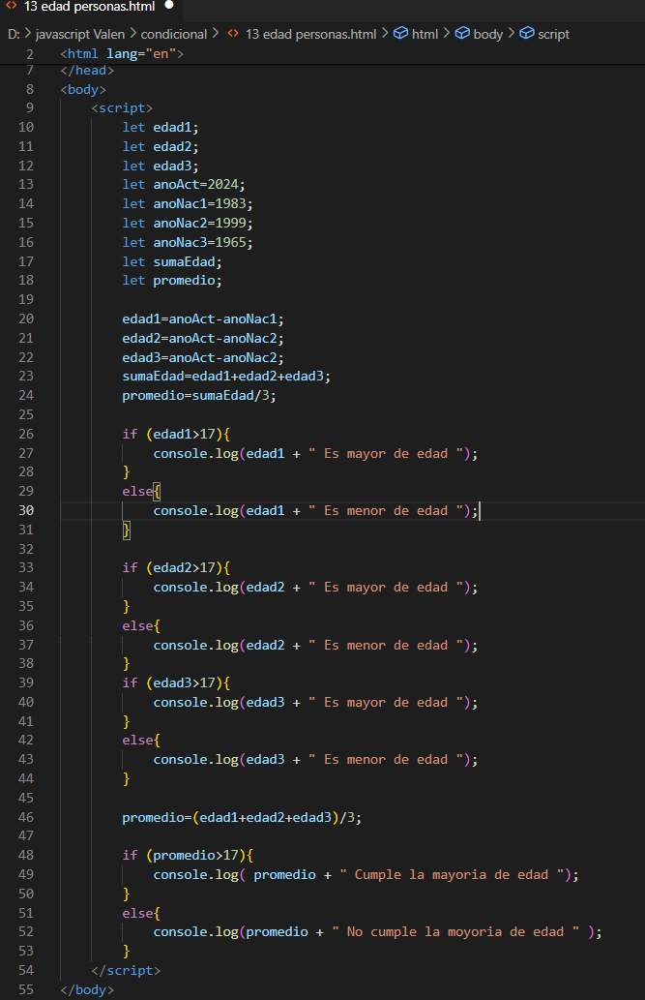 <> 13 edad personas.html ●
D: > javascript Valen > condicional > <> 13 edad personas.html > html > body > script
2 <html lang="en">
7 </head>
8 <body>
9 <script>
10 let edad1;
11 let edad2;
12 let edad3;
13 let anoAct=2024;
14 let anoNac1=1983;
15 let anoNac2=1999;
16 let anoNac3=1965;
17 let sumaEdad;
18 let promedio;
19
20 edad1=anoAct-anoNac1;
21 edad2=anoAct-anoNac2;
22 edad3=anoAct-anoNac2;
23 sumaEdad=edad1+edad2+edad3;
24 promedio=sumaEdad/3;
25
26 if (edad1>17){
27 console.log(edad1 + " Es mayor de edad ");
28 }
29 else{
30 console.log(edad1 + " Es menor de edad ");
31 }
32
33 if (edad2>17){
34 console.log(edad2 + " Es mayor de edad ");
35 }
36 else{
37 console.log(edad2 + " Es menor de edad ");
38 }
39 if (edad3>17){
40 console.log(edad3 + " Es mayor de edad ");
41 }
42 else{
43 console.log(edad3 + " Es menor de edad ");
44 }
45
46 promedio=(edad1+edad2+edad3)/3;
47
48 if (promedio>17){
49 console.log( promedio + " Cumple la mayoria de edad ");
50 }
51 else{
52 console.log(promedio + " No cumple la moyoria de edad " );
53 }
54 </script>
55 </body>